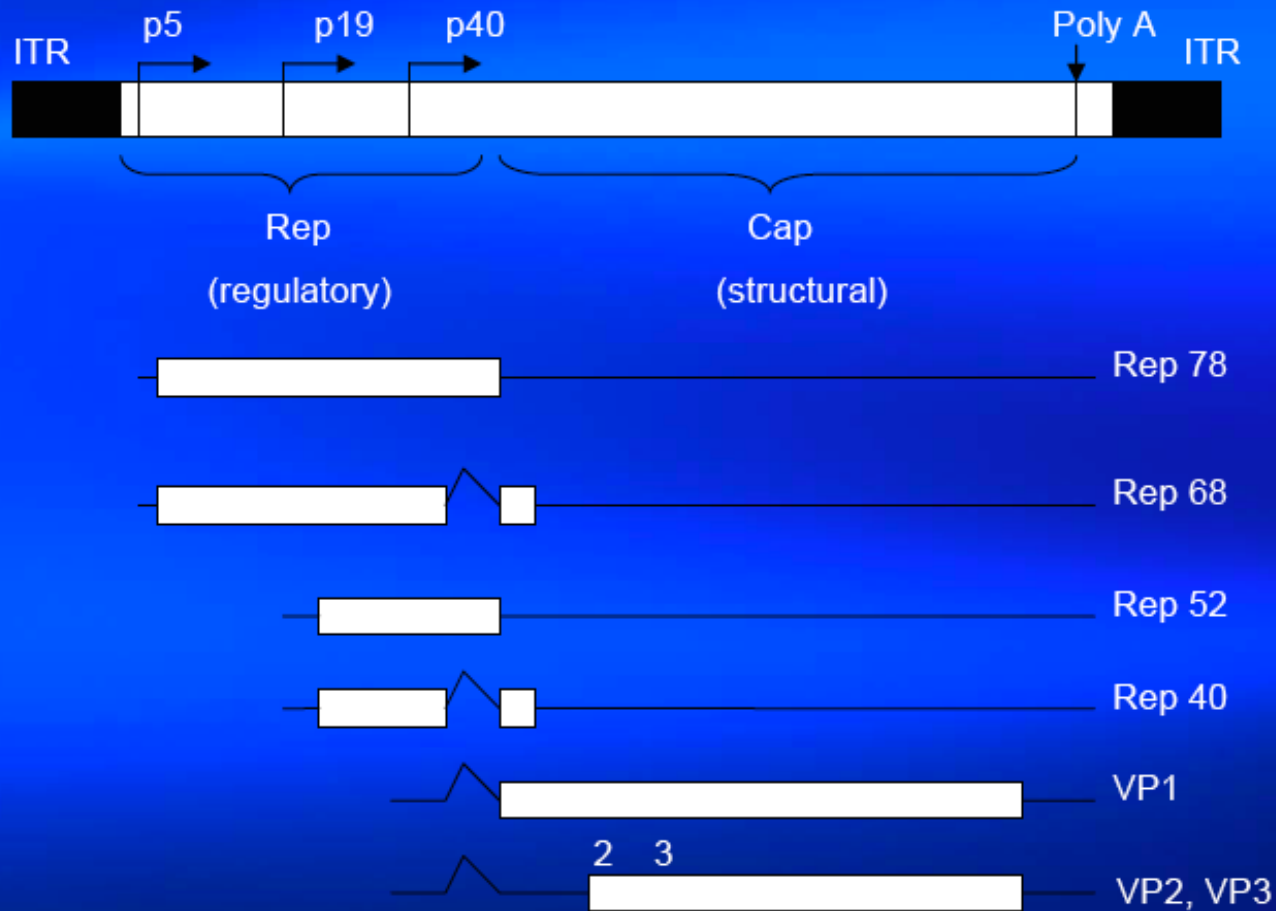 p5 p19 p40 Poly A
ITR ITR
Rep Cap
(regulatory) (structural)
Rep 78
Rep 68
Rep 52
Rep 40
VP1
2 3
VP2, VP3